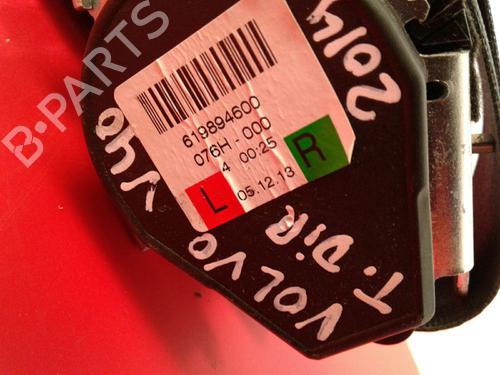 B-PARTS
2014
619894600
076H-000
4 00:25
05.12.13
L R
VOLVO V40
T. DIR